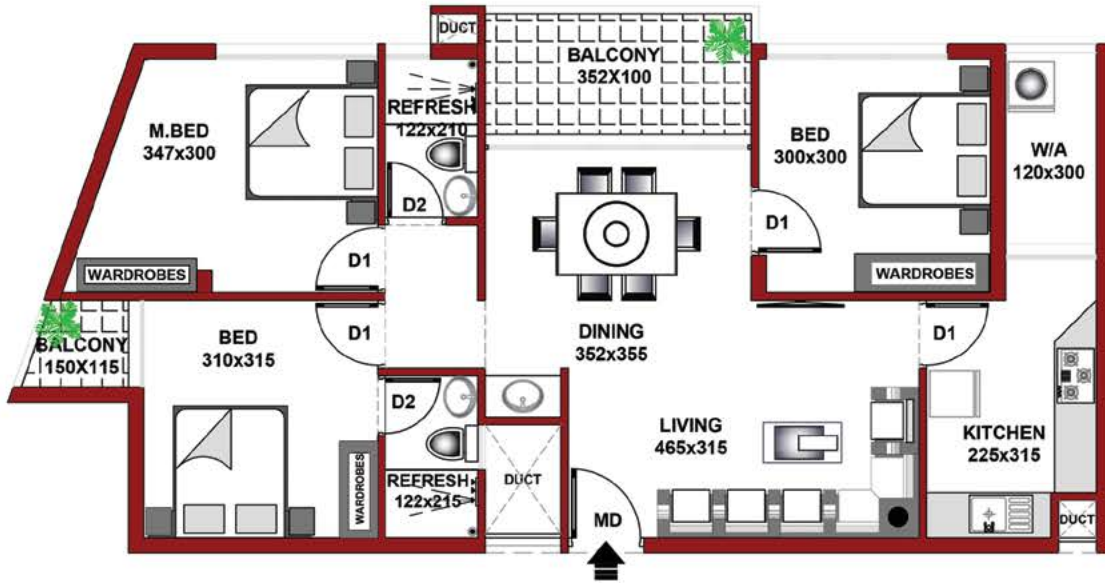 DUCT
BALCONY
352X100
M.BED
347x300
REFRESH
122x210
BED
300x300
W/A
120x300
D2
D1
D1
WARDROBES
WARDROBES
BALCONY
150X115
BED
310x315
D1
DINING
352x355
D1
D2
LIVING
465x315
KITCHEN
225x315
WARDROBES
REFRESH
122x215
DUCT
MD
DUCT